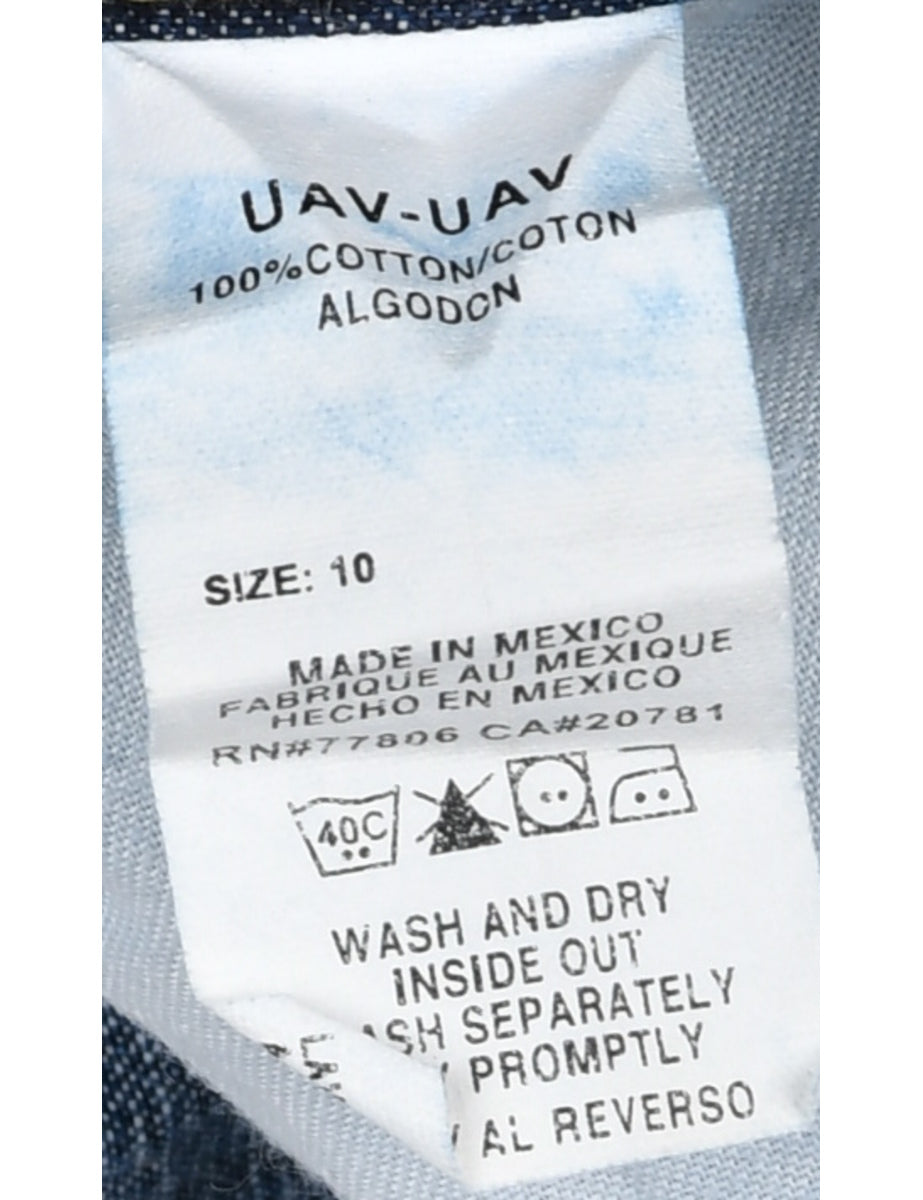 UAV-UAV
100%COTTON/COTON
ALGODON
SIZE: 10
MADE IN MEXICO
FABRIQUE AU MEXIQUE
HECHO EN MEXICO
RN#77806 CA#20781
40C
WASH AND DRY
INSIDE OUT
SEPARATELY
PROMPTLY
AL REVERSO